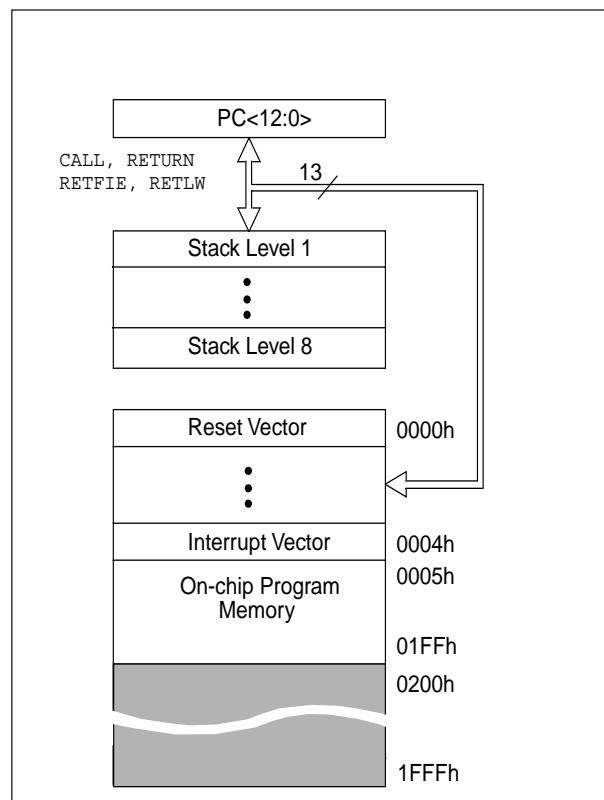 PC<12:0>
CALL, RETURN
RETFIE, RETLW
13
Stack Level 1
Stack Level 8
Reset Vector
0000h
Interrupt Vector
0004h
0005h
On-chip Program
Memory
01FFh
0200h
1FFFh